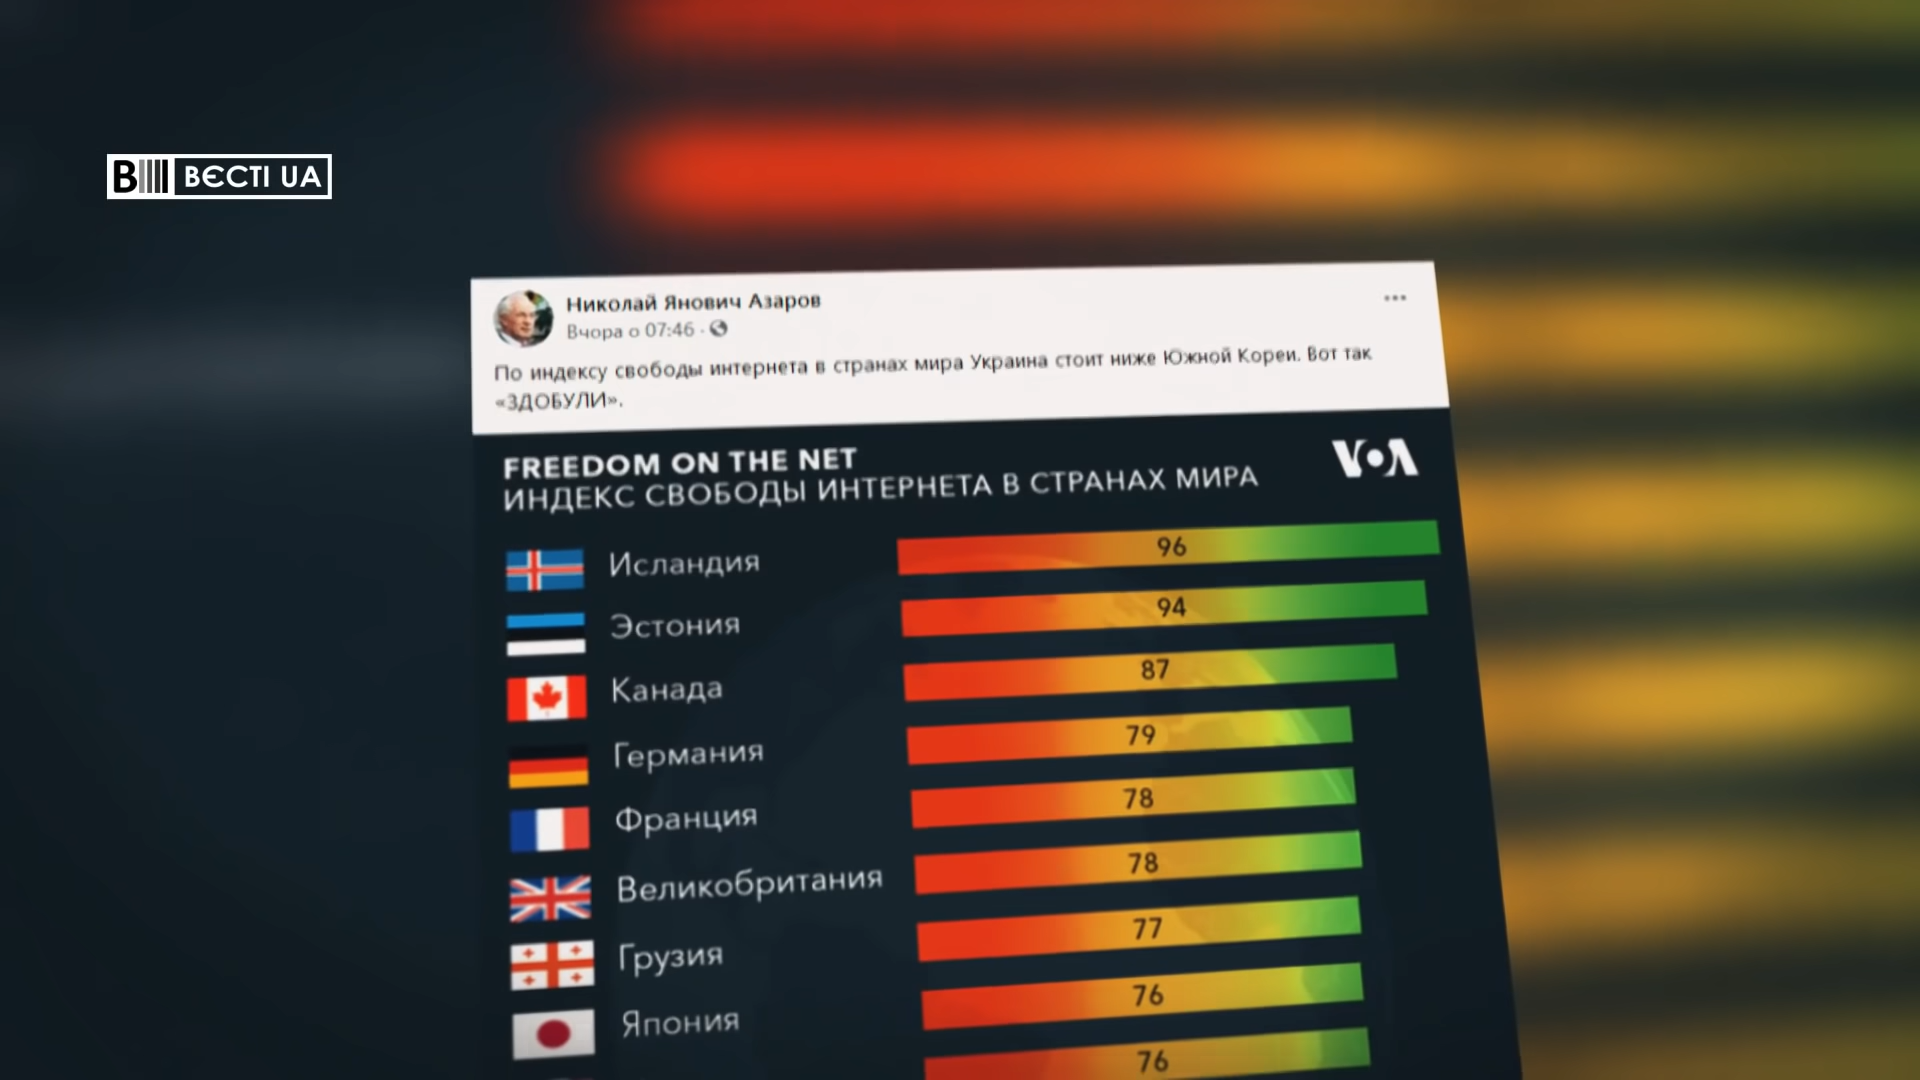 В ВЄСТІ UA
Николай Янович Азаров
Вчора о 07:46 ·
По индексу свободы интернета в странах мира Украина стоит ниже Южной Кореи. Вот так
«ЗДОБУЛИ».
FREEDOM ON THE NET
VOA
ИНДЕКС СВОБОДЫ ИНТЕРНЕТА В СТРАНАХ МИРА
Исландия 96
Эстония 94
Канада 87
Германия 79
Франция 78
Великобритания 78
Грузия 77
Япония 76
76